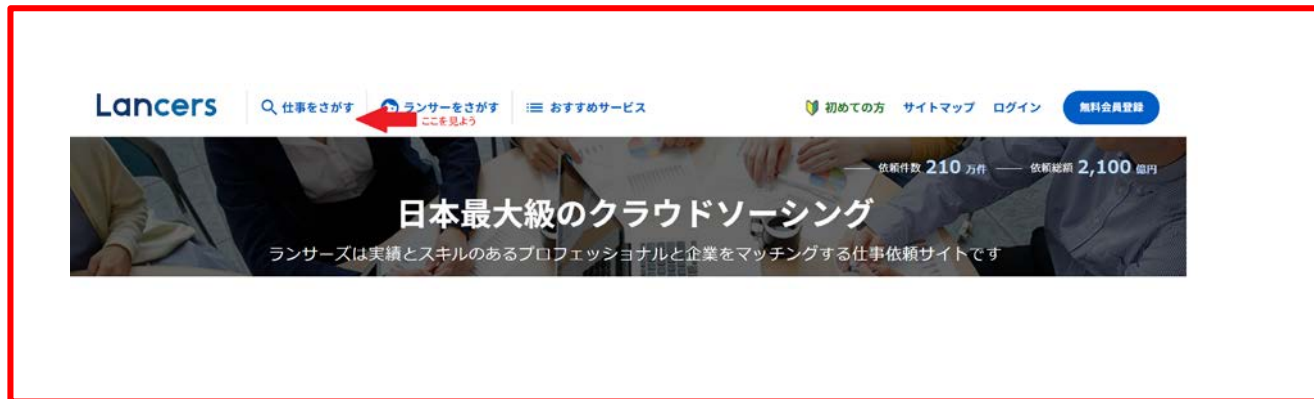 Lancers 仕事をさがす ランサーをさがす おすすめサービス 初めての方 サイトマップ ログイン 無料会員登録
ここを見よう
依頼件数 210 万件 依頼総額 2,100 億円
日本最大級のクラウドソーシング
ランサーズは実績とスキルのあるプロフェッショナルと企業をマッチングする仕事依頼サイトです